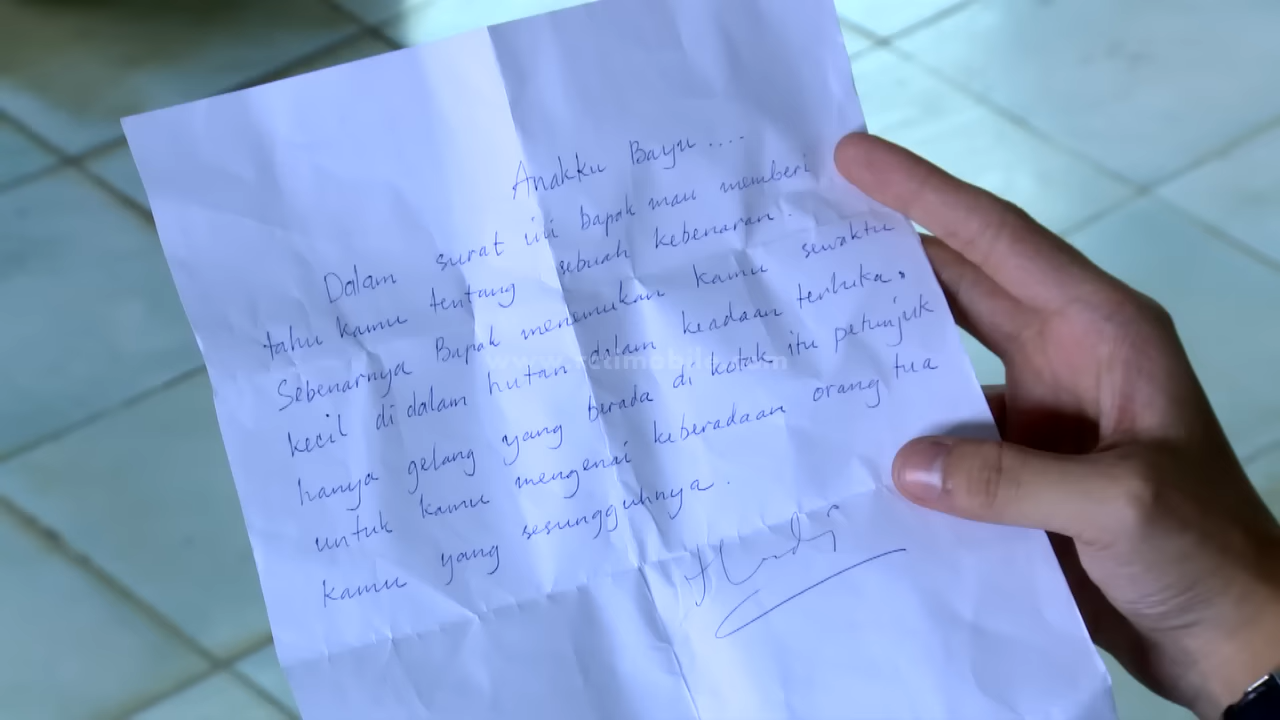 Anakku Bayu....
Dalam surat ini bapak mau memberi
tahu kamu tentang sebuah kebenaran.
Sebenarnya Bapak menemukan kamu sewaktu
kecil di dalam hutan dalam keadaan terbuka.
hanya gelang yang berada di kotak itu petunjuk
untuk kamu mengenai keberadaan orang tua
kamu yang sesungguhnya.